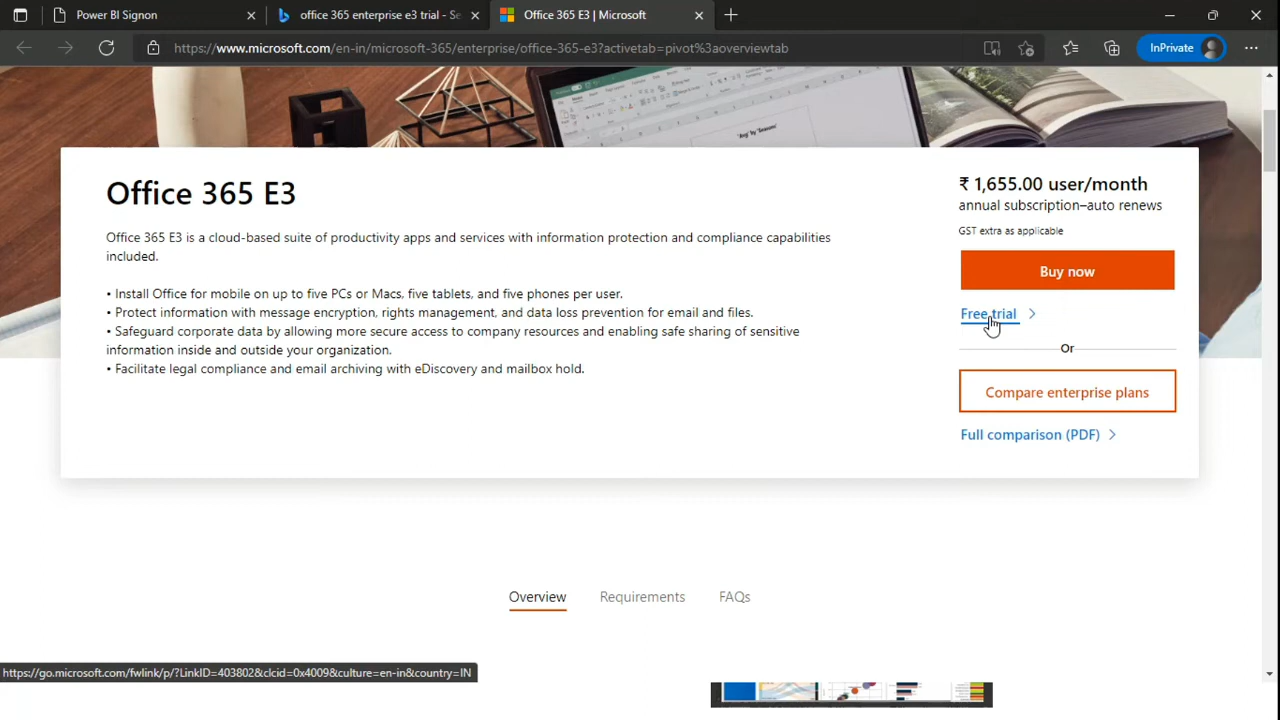 Power BI Signon
office 365 enterprise e3 trial - Se
Office 365 E3 | Microsoft
https://www.microsoft.com/en-in/microsoft-365/enterprise/office-365-e3?activetab=pivot%3aoverviewtab
InPrivate
'Avg' by 'Seasons'
Office 365 E3
Office 365 E3 is a cloud-based suite of productivity apps and services with information protection and compliance capabilities
included.
• Install Office for mobile on up to five PCs or Macs, five tablets, and five phones per user.
• Protect information with message encryption, rights management, and data loss prevention for email and files.
• Safeguard corporate data by allowing more secure access to company resources and enabling safe sharing of sensitive
information inside and outside your organization.
• Facilitate legal compliance and email archiving with eDiscovery and mailbox hold.
₹ 1,655.00 user/month
annual subscription–auto renews
GST extra as applicable
Buy now
Free trial
Or
Compare enterprise plans
Full comparison (PDF)
Overview
Requirements
FAQs
https://go.microsoft.com/fwlink/p/?LinkID=403802&clcid=0x4009&culture=en-in&country=IN